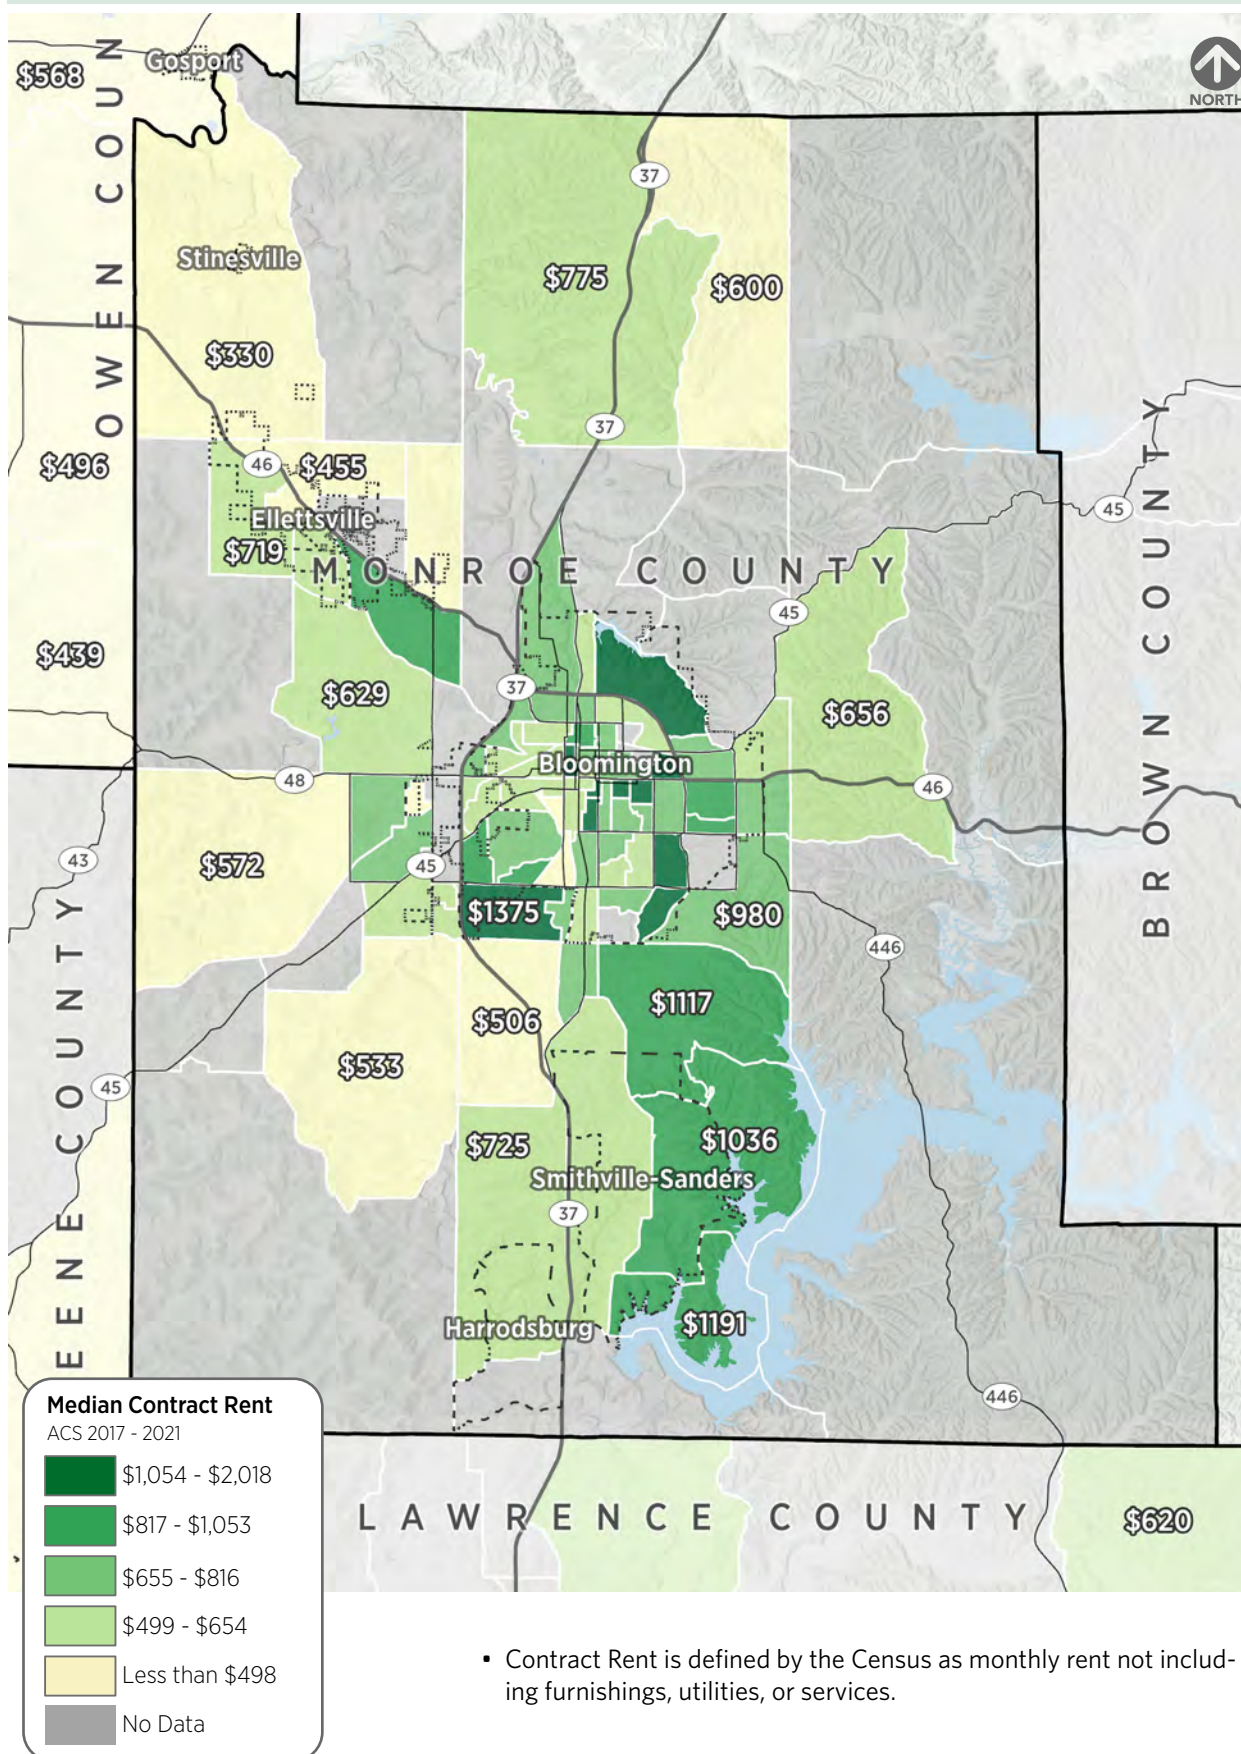 Gosport
$568
NORTH
OWEN COUN
37
Stinesville
$775
$600
$330
37
46
$455
$496
Ellettsville
45
$719
MONROE COUNTY
BROWN COUNTY
45
$439
37
$629
$656
Bloomington
48
46
43
$572
45
$1375
$980
446
$1117
$506
$533
45
EENE COUNTY
$725
$1036
Smithville-Sanders
37
Harrodsburg
$1191
446
Median Contract Rent
ACS 2017 - 2021
$1,054 - $2,018
$817 - $1,053
$655 - $816
$499 - $654
Less than $498
No Data
LAWRENCE COUNTY
$620
• Contract Rent is defined by the Census as monthly rent not includ-
ing furnishings, utilities, or services.